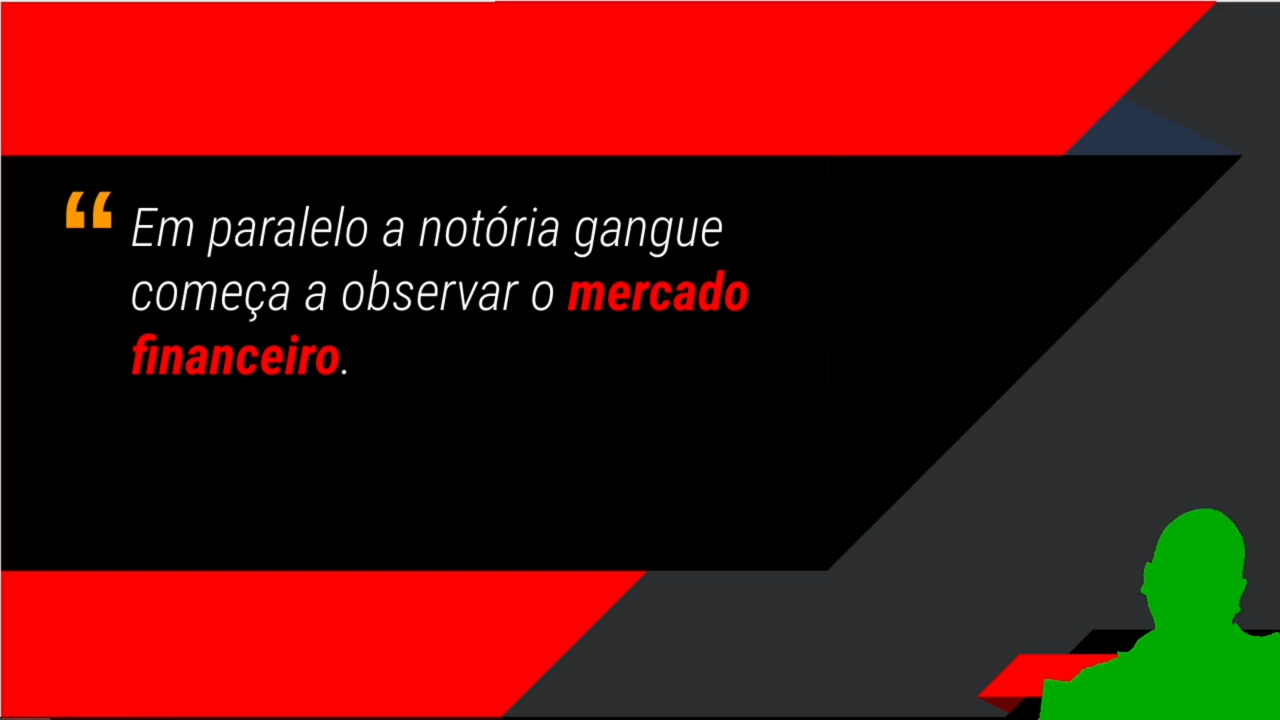 “ Em paralelo a notória gangue
começa a observar o mercado
financeiro.